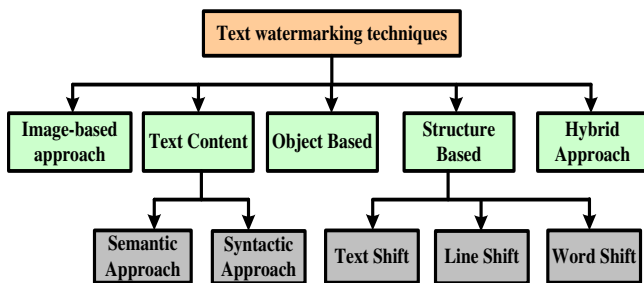 Text watermarking techniques
Image-based
approach
Text Content
Object Based
Structure
Based
Hybrid
Approach
Semantic
Approach
Syntactic
Approach
Text Shift
Line Shift
Word Shift